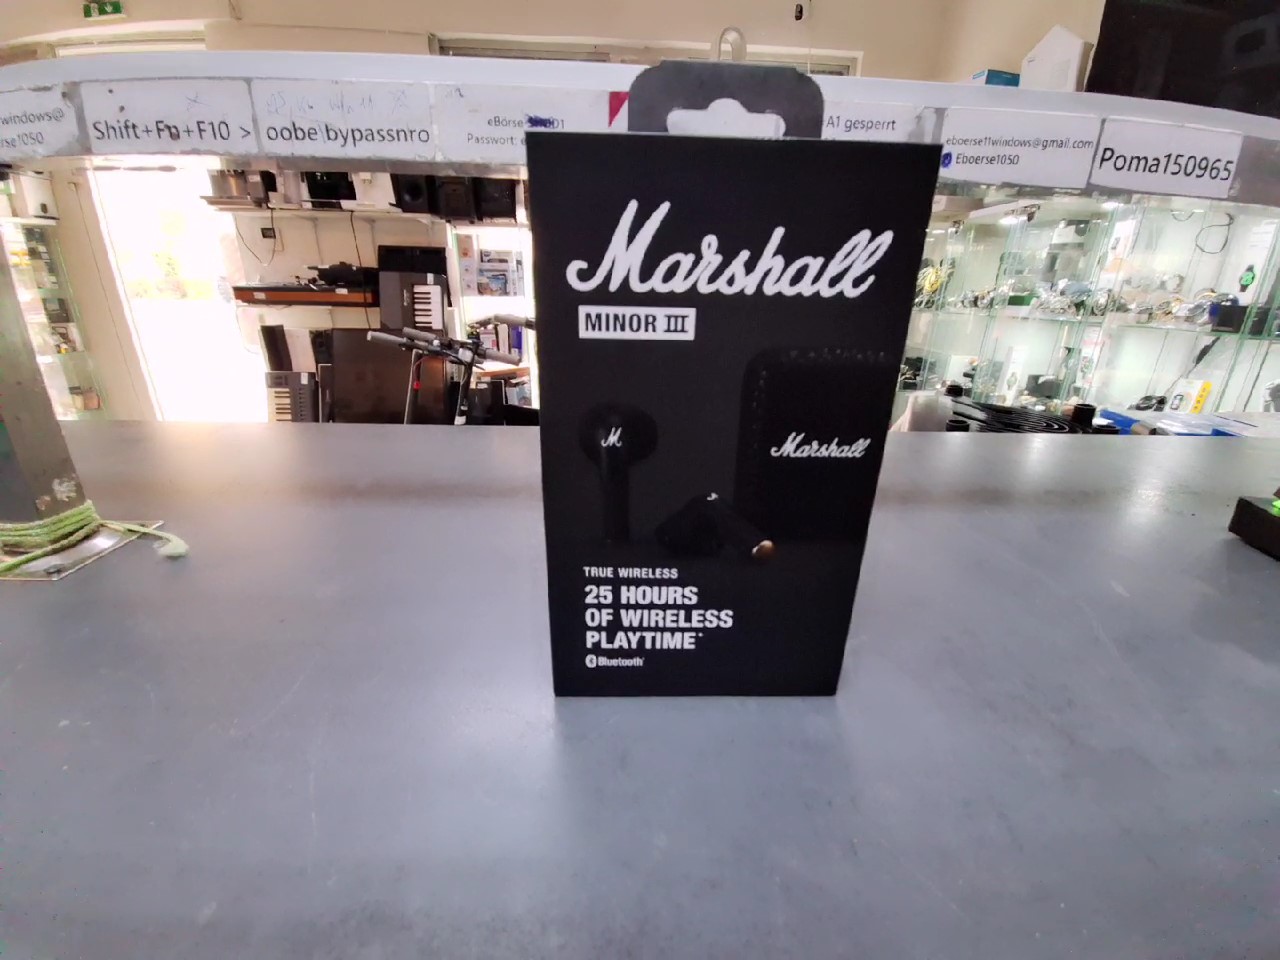 windows@
Shift+Fn+F10 >
oobe\bypassnro
eBörse
Passwort:
A1 gesperrt
eboerse11windows@gmail.com
Eboerse1050
Poma150965
Marshall
MINOR III
M
Marshall
TRUE WIRELESS
25 HOURS
OF WIRELESS
PLAYTIME*
Bluetooth